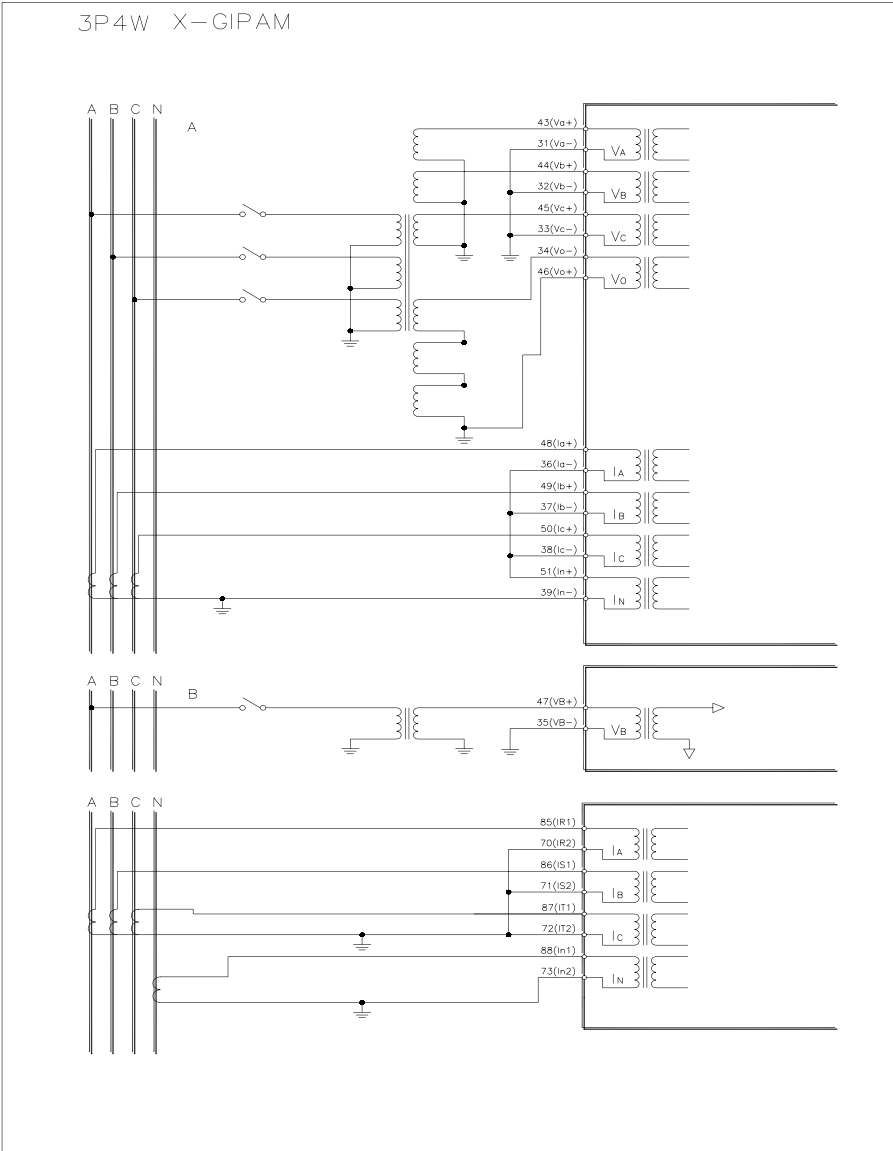 3P4W X-GIPAM
A B C N
A
43(Va+)
31(Va-)
VA
44(Vb+)
32(Vb-)
VB
45(Vc+)
33(Vc-)
VC
34(Vo-)
46(Vo+)
VO
48(Ia+)
36(Ia-)
IA
49(Ib+)
37(Ib-)
IB
50(Ic+)
38(Ic-)
IC
51(In+)
39(In-)
IN
A B C N
B
47(VB+)
35(VB-)
VB
A B C N
85(IR1)
70(IR2)
IA
86(IS1)
71(IS2)
IB
87(IT1)
72(IT2)
IC
88(In1)
73(In2)
IN